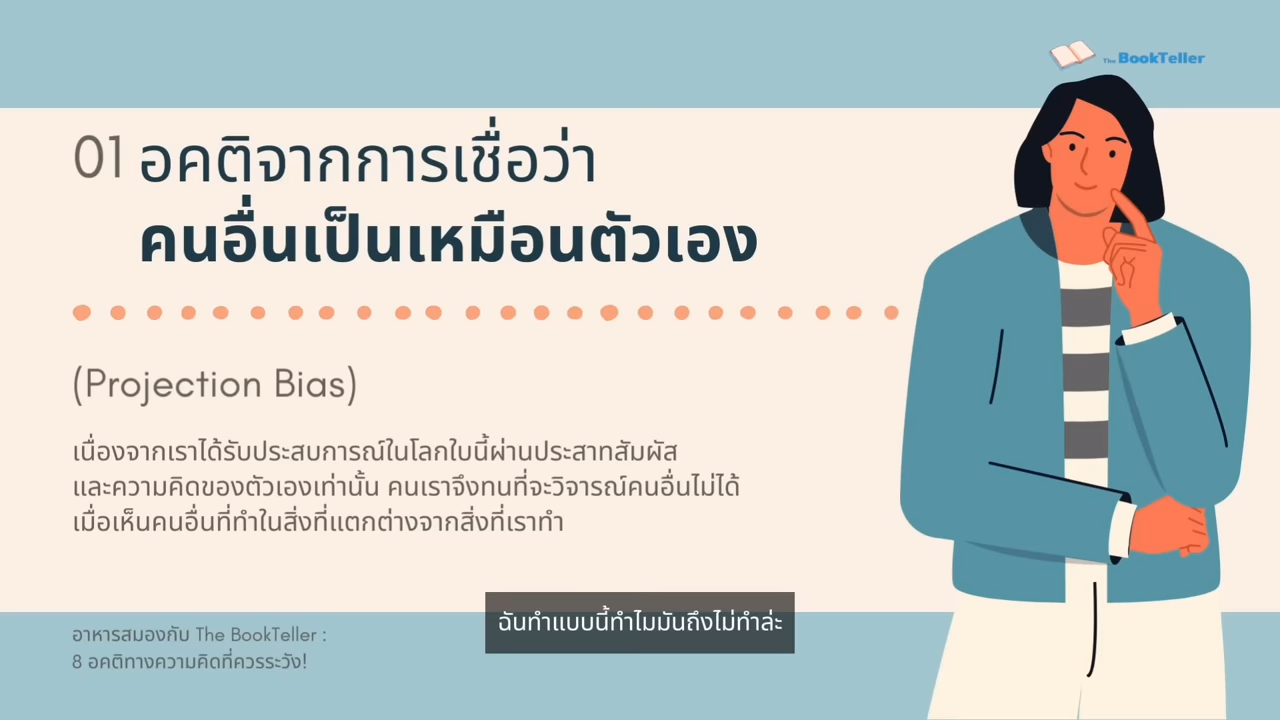 The BookTeller
01 อคติจากการเชื่อว่า
คนอื่นเป็นเหมือนตัวเอง
(Projection Bias)
เนื่องจากเราได้รับประสบการณ์ในโลกใบนี้ผ่านประสาทสัมผัส
และความคิดของตัวเองเท่านั้น คนเราจึงทนที่จะวิจารณ์คนอื่นไม่ได้
เมื่อเห็นคนอื่นที่ทำในสิ่งที่แตกต่างจากสิ่งที่เราทำ
ฉันทำแบบนี้ทำไมมันถึงไม่ทำล่ะ
อาหารสมองกับ The BookTeller :
8 อคติทางความคิดที่ควรระวัง!